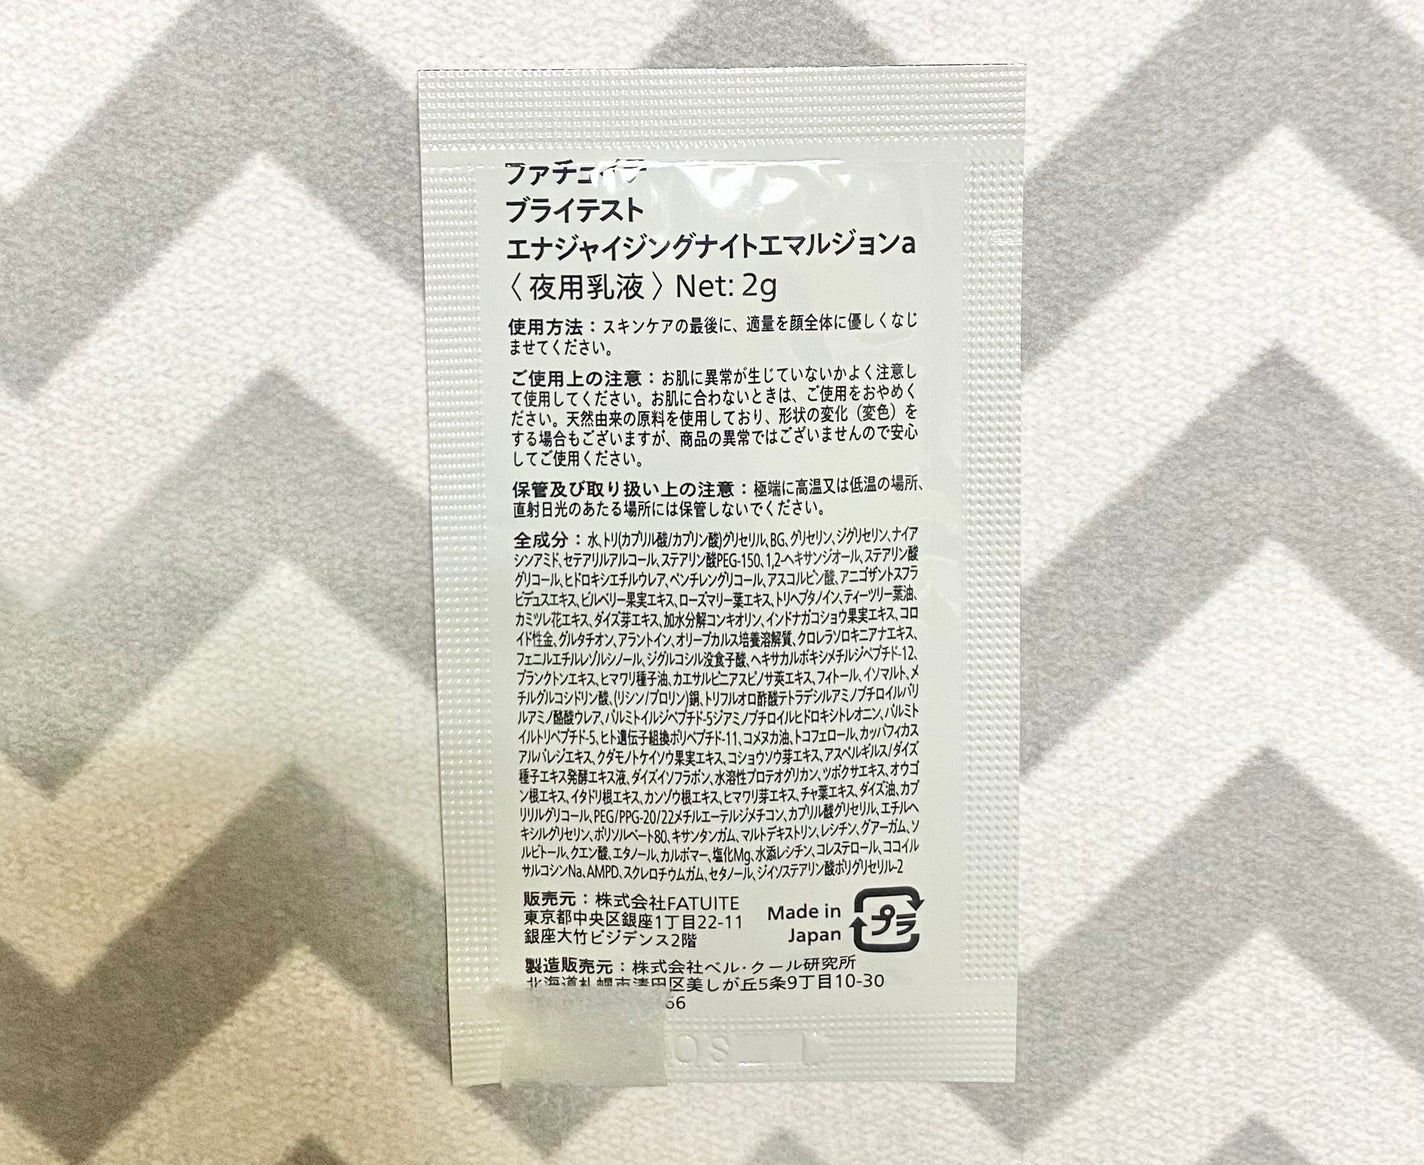 ファチュイテ
ブライテスト
エナジャイジングナイトエマルジョンa
〈夜用乳液〉Net: 2g
使用方法：スキンケアの最後に、適量を顔全体に優しくなじ
ませてください。
ご使用上の注意：お肌に異常が生じていないかよく注意し
て使用してください。お肌に合わないときは、ご使用をおやめく
ださい。天然由来の原料を使用しており、形状の変化（変色）を
する場合もございますが、商品の異常ではございませんので安心
してご使用ください。
保管及び取り扱い上の注意：極端に高温又は低温の場所、
直射日光のあたる場所には保管しないでください。
全成分：水、トリ(カプリル酸/カプリン酸)グリセリル、BG、グリセリン、ジグリセリン、ナイア
シンアミド、セテアリルアルコール、ステアリン酸PEG-150、1,2-ヘキサンジオール、ステアリン酸
グリコール、ヒドロキシエチルウレア、ペンチレングリコール、アスコルビン酸、アニゴザントスフラ
ビデュスエキス、ビルベリー果実エキス、ローズマリー葉エキス、トリヘプタノイン、ティーツリー葉油、
カミツレ花エキス、ダイズ芽エキス、加水分解コンキオリン、インドナガコショウ果実エキス、コロ
イド性金、グルタチオン、アラントイン、オリーブカルス培養溶解質、クロレラソロキニアナエキス、
フェニルエチルレゾルシノール、ジグルコシル没食子酸、ヘキサカルボキシメチルジペプチド-12、
プランクトンエキス、ヒマワリ種子油、カエサルピニアスピノサ莢エキス、フィトール、イソマルト、メ
チルグルコシドリン酸、(リシン/プロリン)銅、トリフルオロ酢酸テトラデシルアミノブチロイルバリ
ルアミノ酪酸ウレア、パルミトイルジペプチド-5ジアミノブチロイルヒドロキシトレオニン、パルミト
イルトリペプチド-5、ヒト遺伝子組換ポリペプチド-11、コメヌカ油、トコフェロール、カッパフィカス
アルバレジエキス、クダモノトケイソウ果実エキス、コショウソウ芽エキス、アスペルギルス/ダイズ
種子エキス発酵エキス液、ダイズイソフラボン、水溶性プロテオグリカン、ツボクサエキス、オウゴ
ン根エキス、イタドリ根エキス、カンゾウ根エキス、ヒマワリ芽エキス、チャ葉エキス、ダイズ油、カプ
リリルグリコール、PEG/PPG-20/22メチルエーテルジメチコン、カプリル酸グリセリル、エチルヘ
キシルグリセリン、ポリソルベート80、キサンタンガム、マルトデキストリン、レシチン、グアーガム、ソ
ルビトール、クエン酸、エタノール、カルボマー、塩化Mg、水添レシチン、コレステロール、ココイル
サルコシンNa、AMPD、スクレロチウムガム、セタノール、ジイソステアリン酸ポリグリセリル-2
販売元：株式会社FATUITE
東京都中央区銀座1丁目22-11
銀座大竹ビジデンス2階
Made in
Japan
プラ
製造販売元：株式会社ベル・クール研究所
北海道札幌市清田区美しが丘5条9丁目10-30
66